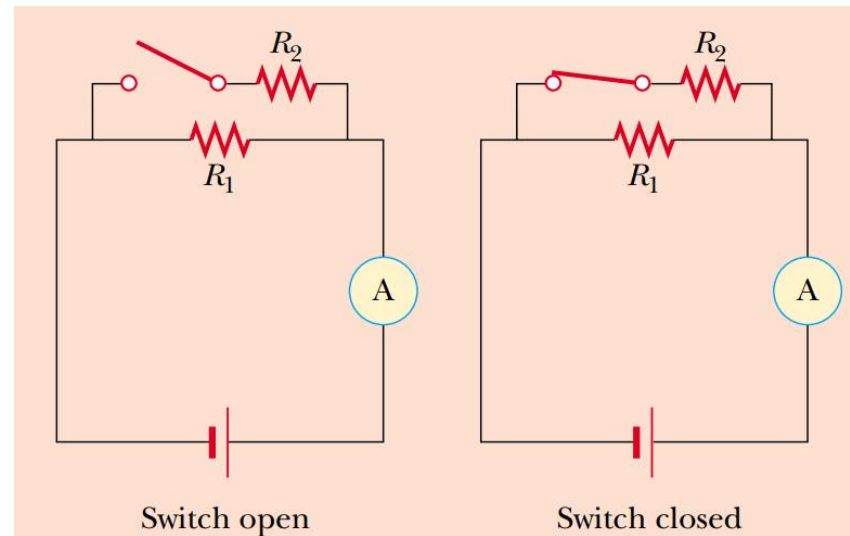 R₂
R₁
A
Switch open
R₂
R₁
A
Switch closed